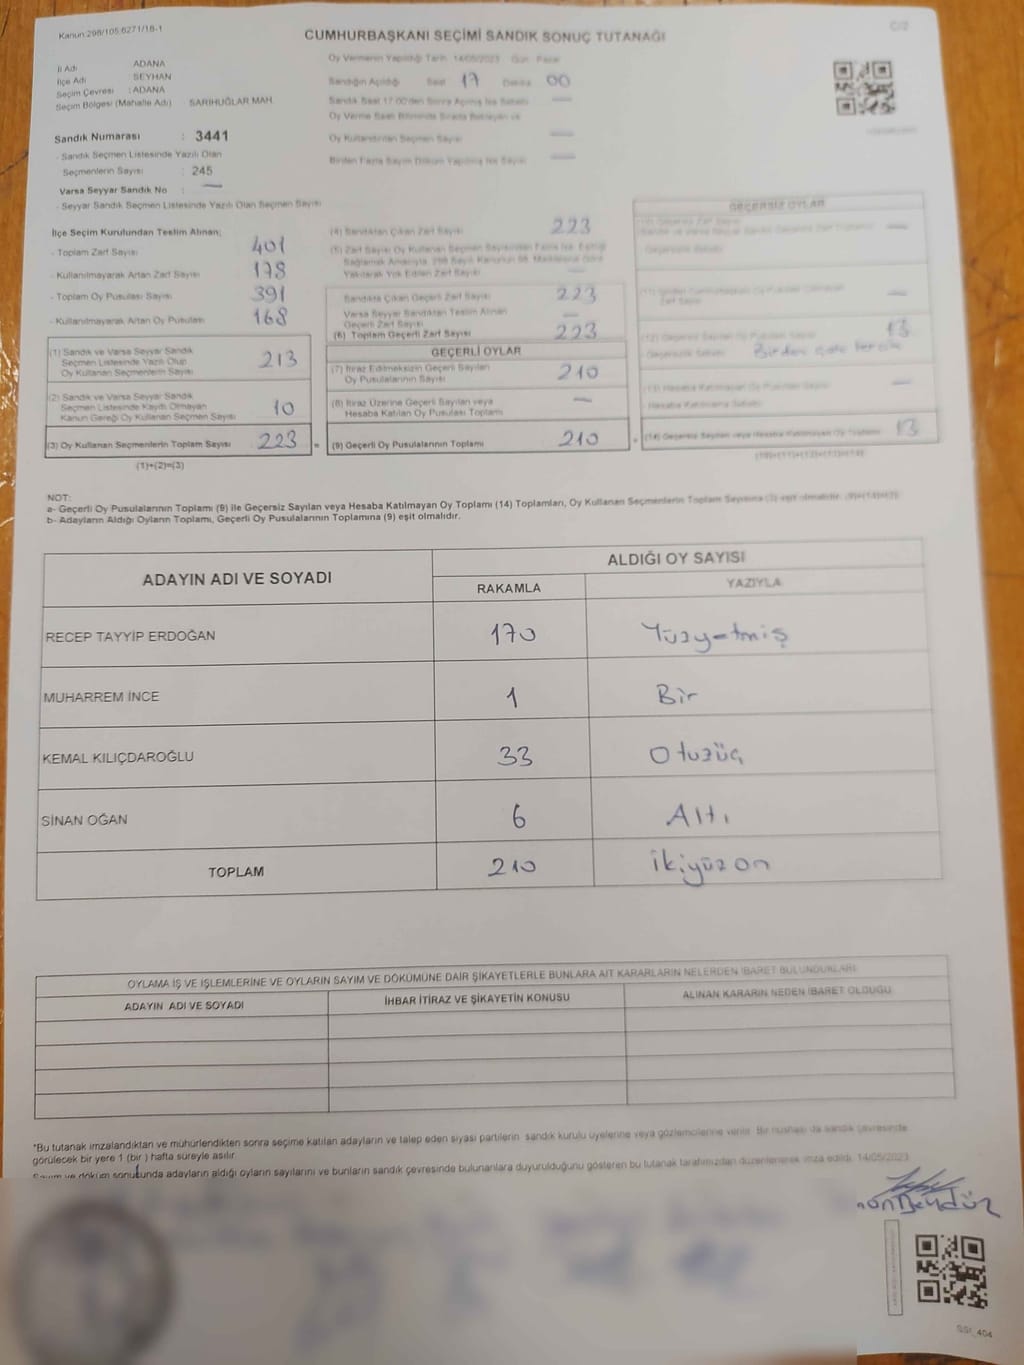 Kanun:298/105,6271/18-1
C/2
CUMHURBAŞKANI SEÇİMİ SANDIK SONUÇ TUTANAĞI
İl Adı ADANA
İlçe Adı SEYHAN
Seçim Çevresi : ADANA
Seçim Bölgesi (Mahalle Adı) SARIHUĞLAR MAH.
Sandık Numarası : 3441
- Sandık Seçmen Listesinde Yazılı Olan
Seçmenlerin Sayısı : 245
Varsa Seyyar Sandık No : —
- Seyyar Sandık Seçmen Listesinde Yazılı Olan Seçmen Sayısı
Oy Vermenin Yapıldığı Tarih 14/05/2023 Gün Pazar
Sandığın Açıldığı Saat 17 Dakika 00
Sandık Saat 17.00'den Sonra Açılmış İse Sebebi —
Oy Verme Saati Bitiminde Sırada Bekleyen ve
Oy Kullandırılan Seçmen Sayısı —
Birden Fazla Sayım Döküm Yapılmış İse Sayısı —
İlçe Seçim Kurulundan Teslim Alınan;
- Toplam Zarf Sayısı 401
- Kullanılmayarak Artan Zarf Sayısı 178
- Toplam Oy Pusulası Sayısı 391
- Kullanılmayarak Artan Oy Pusulası 168
(1) Sandık ve Varsa Seyyar Sandık
Seçmen Listesinde Yazılı Olup
Oy Kullanan Seçmenlerin Sayısı 213
(2) Sandık ve Varsa Seyyar Sandık
Seçmen Listesinde Kayıtlı Olmayan
Kanun Gereği Oy Kullanan Seçmen Sayısı 10
(3) Oy Kullanan Seçmenlerin Toplam Sayısı 223 =
(1)+(2)=(3)
(4) Sandıktan Çıkan Zarf Sayısı 223
(5) Zarf Sayısı Oy Kullanan Seçmen Sayısından Fazla İse, Eşitliği
Sağlamak Amacıyla, 298 Sayılı Kanunun 98. Maddesine Göre
Yakılarak Yok Edilen Zarf Sayısı —
Sandıkta Çıkan Geçerli Zarf Sayısı 223
Varsa Seyyar Sandıktan Teslim Alınan
Geçerli Zarf Sayısı —
(6) Toplam Geçerli Zarf Sayısı 223
GEÇERLİ OYLAR
(7) İtiraz Edilmeksizin Geçerli Sayılan
Oy Pusulalarının Sayısı 210
(8) İtiraz Üzerine Geçerli Sayılan veya
Hesaba Katılan Oy Pusulası Toplamı —
(9) Geçerli Oy Pusulalarının Toplamı 210 +
GEÇERSİZ OYLAR
(10) Geçersiz Zarf Sayısı
Geçersizlik Sebebi
Zarf Sayısı —
13
Geçersizlik Sebebi Birden
(13) Hesaba Katılmayan Oy Pusulası Sayısı —
Hesaba Katılmama Sebebi
(14) Geçersiz Sayılan veya Hesaba Katılmayan Oy Toplamı 13
(10)+(11)+(12)+(13)=(14)
NOT:
a- Geçerli Oy Pusulalarının Toplamı (9) ile Geçersiz Sayılan veya Hesaba Katılmayan Oy Toplamı (14) Toplamları, Oy Kullanan Seçmenlerin Toplam Sayısına (3) eşit olmalıdır. (9)+(14)=(3)
b- Adayların Aldığı Oyların Toplamı, Geçerli Oy Pusulalarının Toplamına (9) eşit olmalıdır.
ADAYIN ADI VE SOYADI
ALDIĞI OY SAYISI
RAKAMLA YAZIYLA
RECEP TAYYİP ERDOĞAN 170 Yüzyetmiş
MUHARREM İNCE 1 Bir
KEMAL KILIÇDAROĞLU 33 Otuzüç
SİNAN OĞAN 6 Altı
TOPLAM 210 ikiyüzon
OYLAMA İŞ VE İŞLEMLERİNE VE OYLARIN SAYIM VE DÖKÜMÜNE DAİR ŞİKAYETLERLE BUNLARA AİT KARARLARIN NELERDEN İBARET BULUNDUKLARI
ADAYIN ADI VE SOYADI İHBAR İTİRAZ VE ŞİKAYETİN KONUSU ALINAN KARARIN NEDEN İBARET OLDUĞU
*Bu tutanak imzalandıktan ve mühürlendikten sonra seçime katılan adayların ve talep eden siyasi partilerin sandık kurulu üyelerine veya gözlemcilerine verilir. Bir nüshası da sandık çevresinde
görülecek bir yere 1 (bir ) hafta süreyle asılır.
Sayım ve döküm sonucunda adayların aldığı oyların sayılarını ve bunların sandık çevresinde bulunanlara duyurulduğunu gösteren bu tutanak tarafımızdan düzenlenerek imza edildi. 14/05/2023